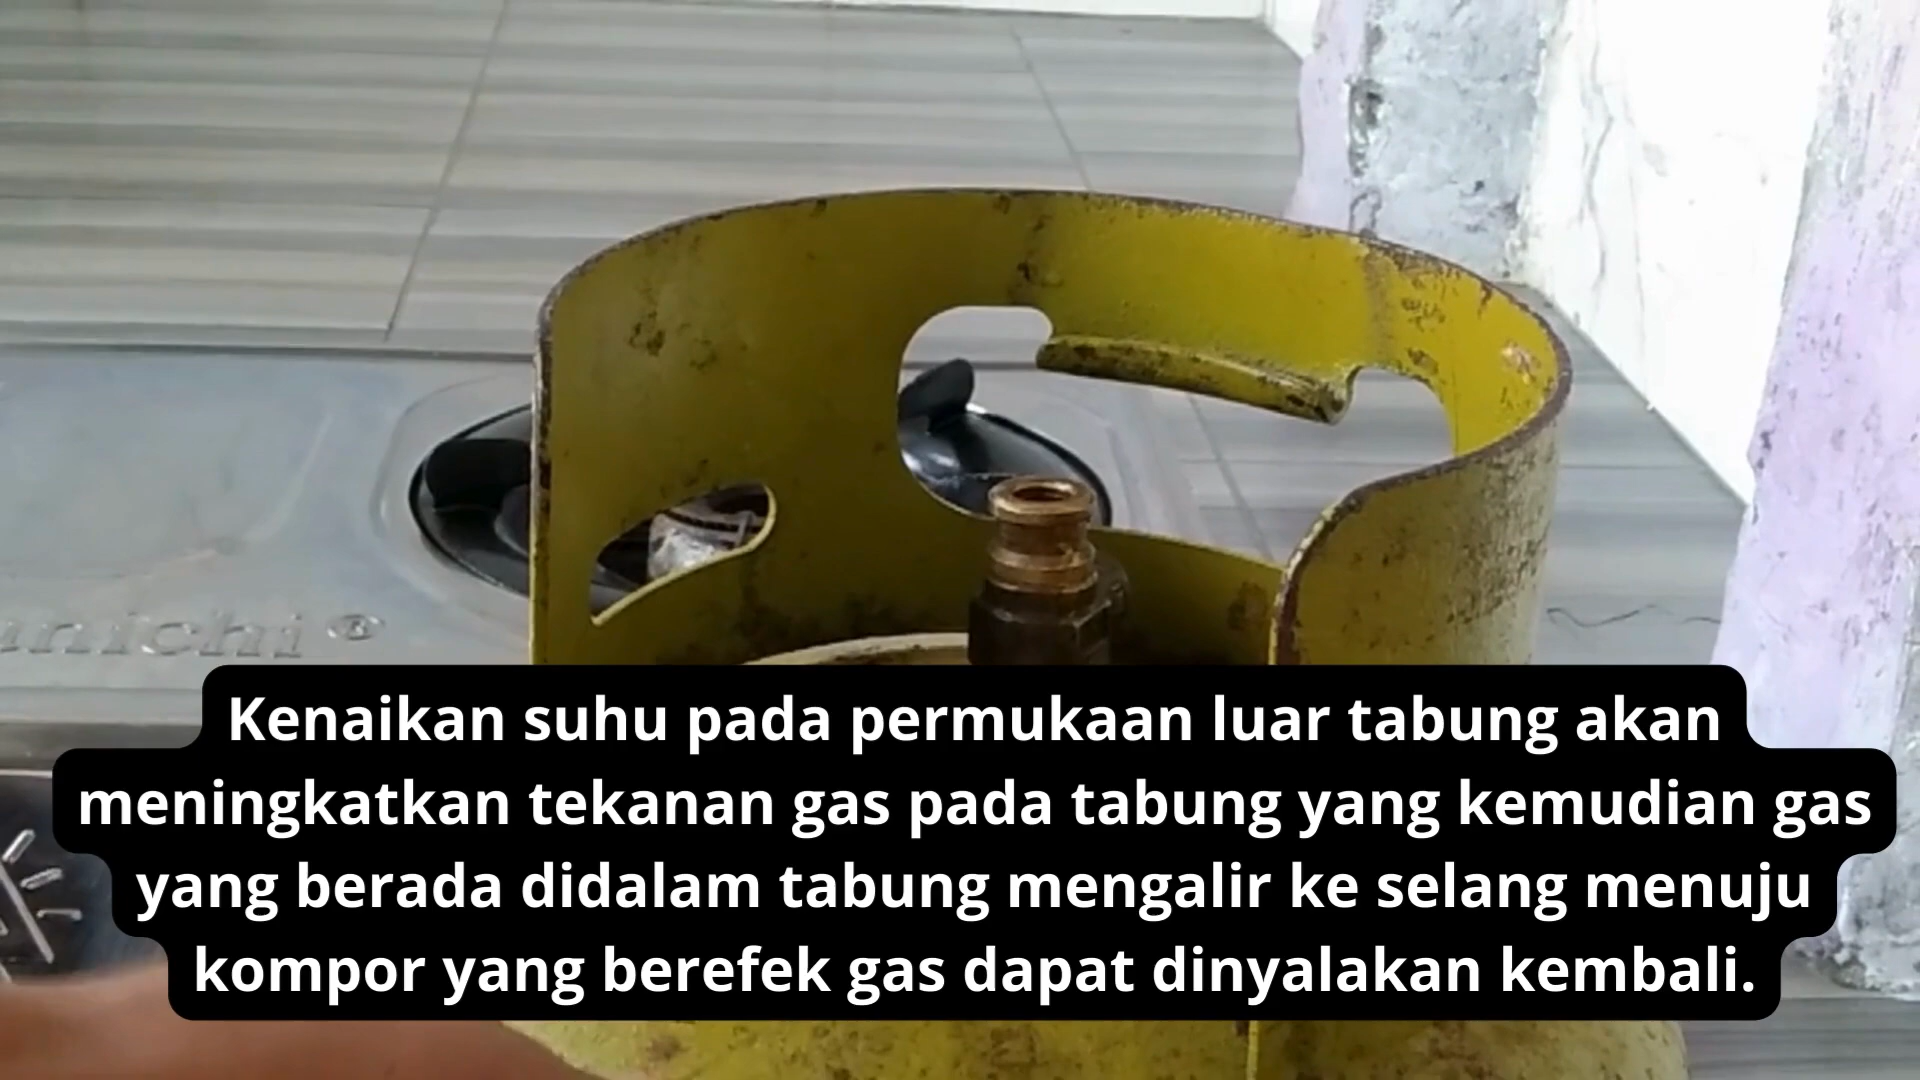 nichi ®
Kenaikan suhu pada permukaan luar tabung akan
meningkatkan tekanan gas pada tabung yang kemudian gas
yang berada didalam tabung mengalir ke selang menuju
kompor yang berefek gas dapat dinyalakan kembali.